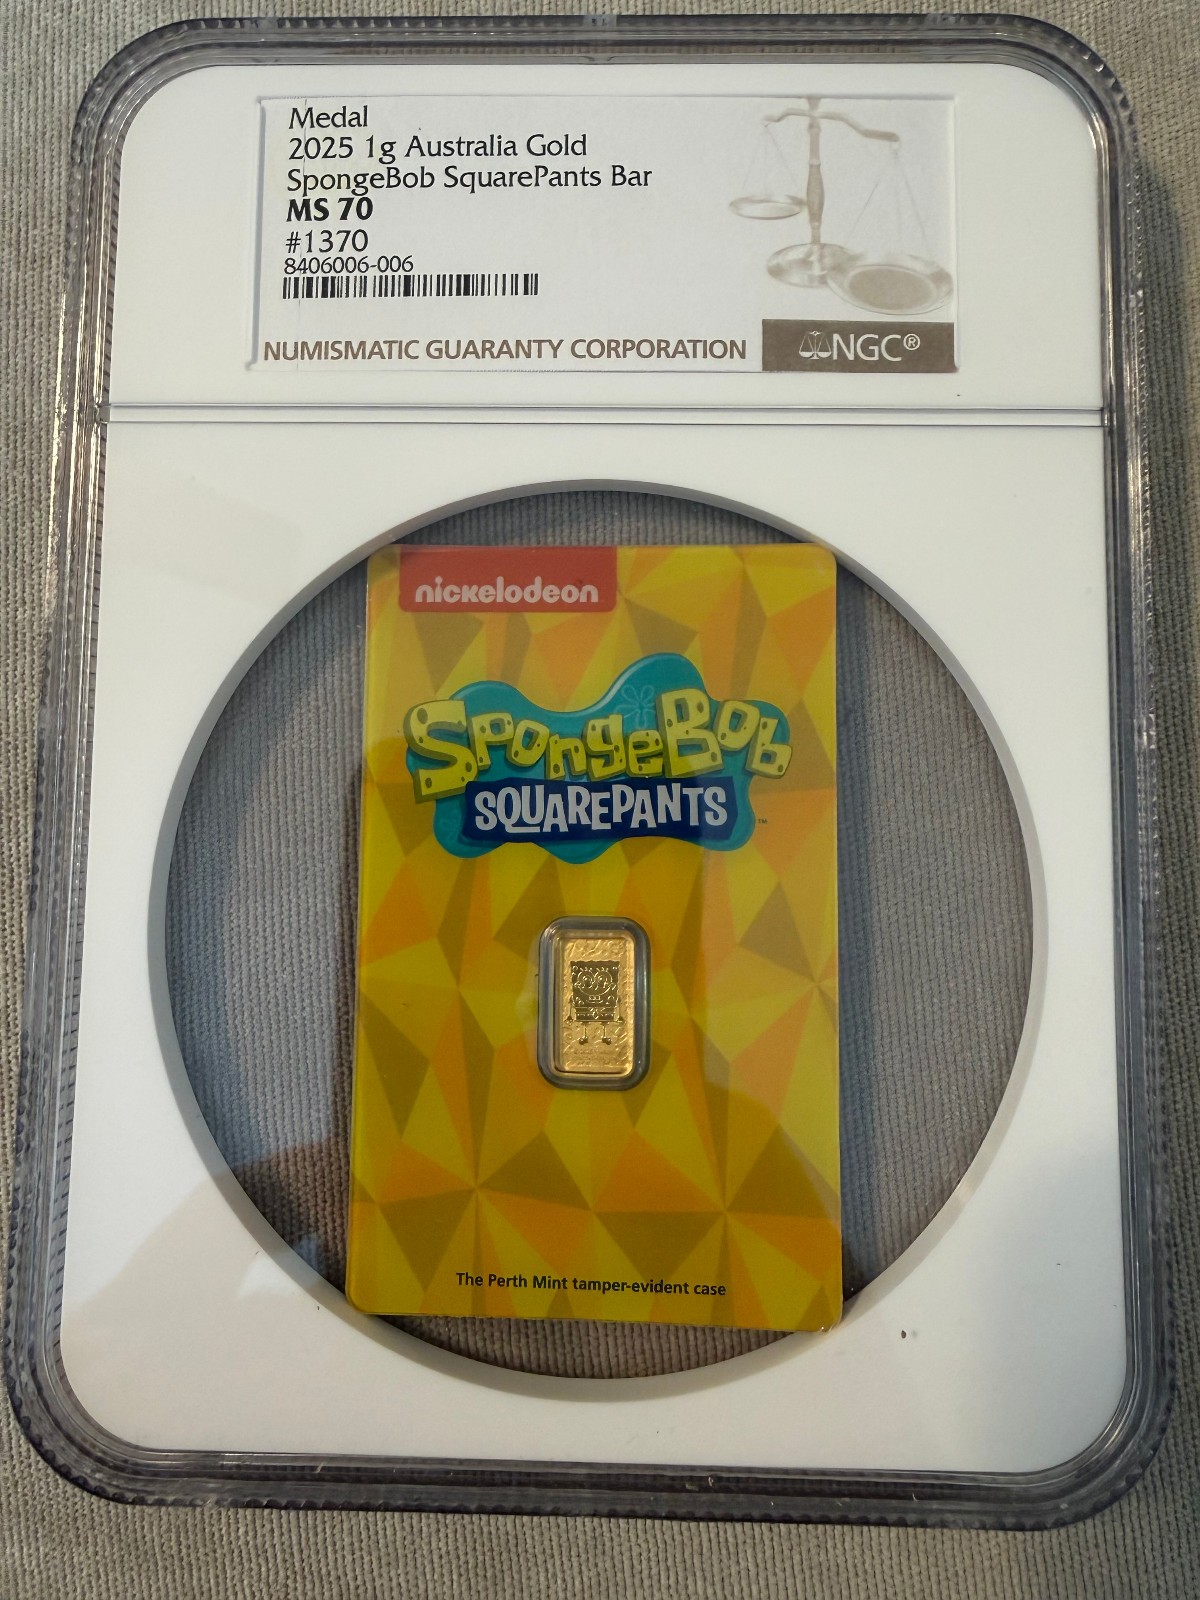 Medal
2025 1g Australia Gold
SpongeBob SquarePants Bar
MS 70
#1370
8406006-006
NUMISMATIC GUARANTY CORPORATION
NGC®
nickelodeon
SpongeBob
SQUAREPANTS™
The Perth Mint tamper-evident case